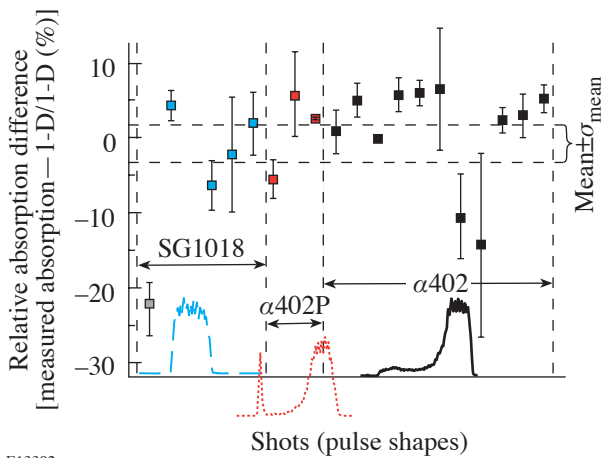 Relative absorption difference
[measured absorption — 1-D/1-D (%)]
10
0
−10
−20
−30
SG1018
α402P
α402
Mean±σmean
Shots (pulse shapes)